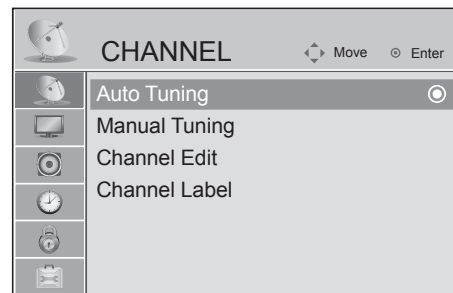 CHANNEL Move Enter
Auto Tuning
Manual Tuning
Channel Edit
Channel Label